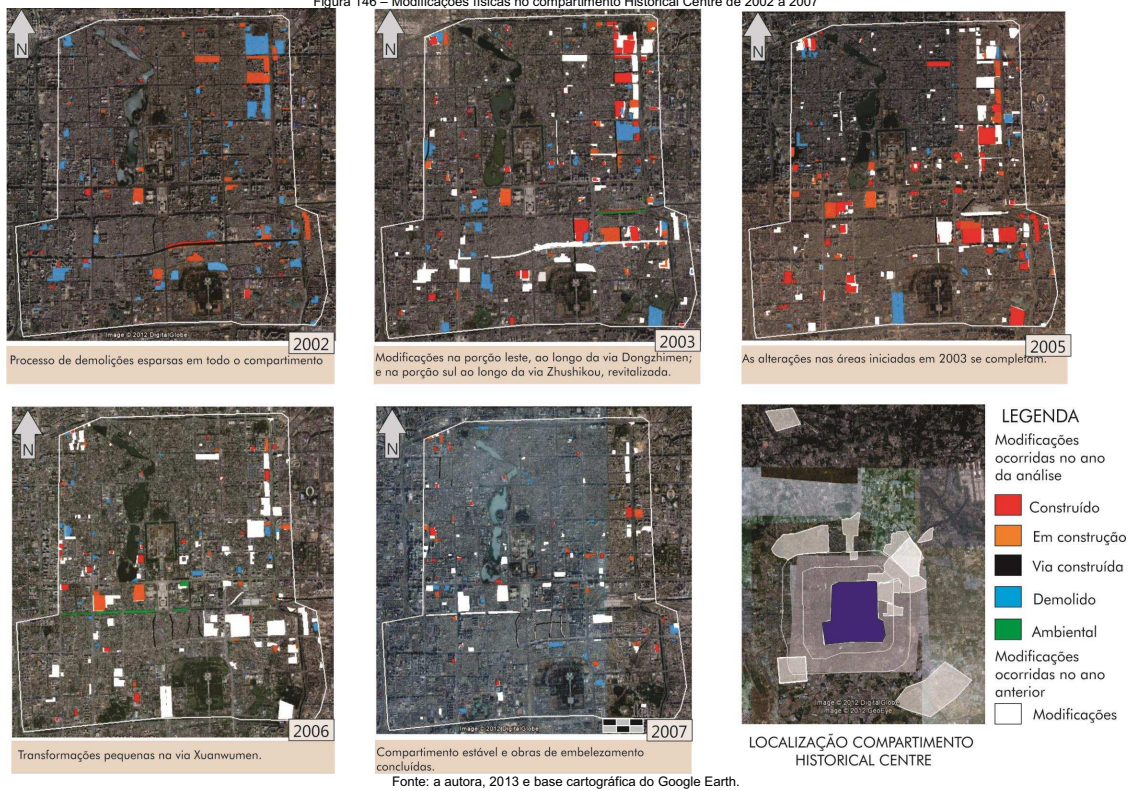 Figura 146 – Modificações físicas no compartimento Historical Centre de 2002 a 2007
N
Image © 2012 DigitalGlobe
2002
Processo de demolições esparsas em todo o compartimento
N
2003
Modificações na porção leste, ao longo da via Dongzhimen;
e na porção sul ao longo da via Zhushikou, revitalizada.
N
Image © 2012 DigitalGlobe
2005
As alterações nas áreas iniciadas em 2003 se completam.
N
2006
Transformações pequenas na via Xuanwumen.
N
Image © 2012 DigitalGlobe
2007
Compartimento estável e obras de embelezamento
concluídas.
Image © 2012 DigitalGlobe
Image © 2012 GeoEye
LOCALIZAÇÃO COMPARTIMENTO
HISTORICAL CENTRE
LEGENDA
Modificações
ocorridas no ano
da análise
Construído
Em construção
Via construída
Demolido
Ambiental
Modificações
ocorridas no ano
anterior
Modificações
Fonte: a autora, 2013 e base cartográfica do Google Earth.